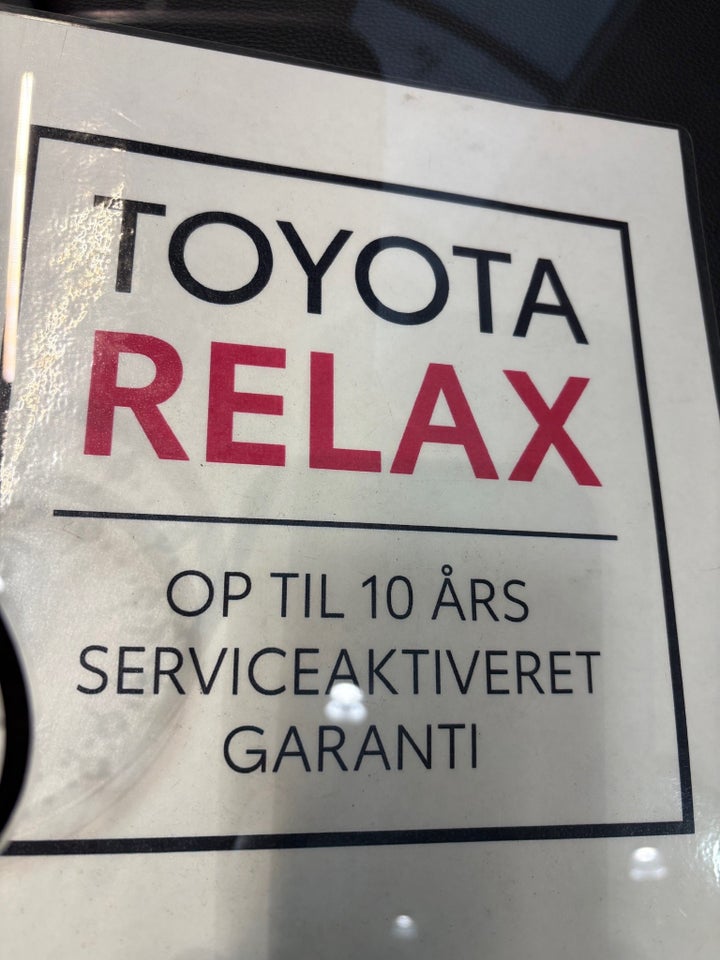 TOYOTA
RELAX
OP TIL 10 ÅRS
SERVICEAKTIVERET
GARANTI